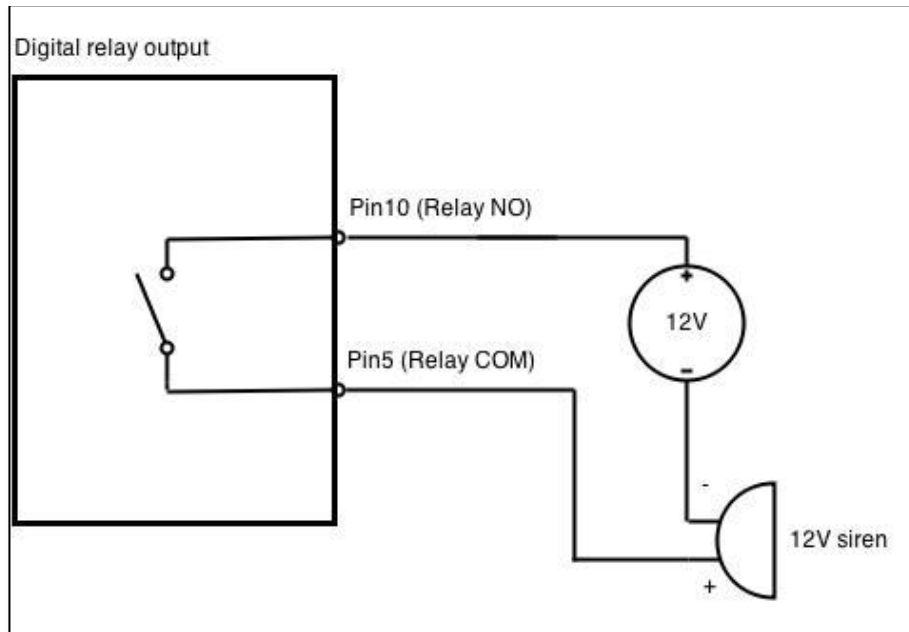 Digital relay output
Pin10 (Relay NO)
+
12V
-
Pin5 (Relay COM)
-
12V siren
+